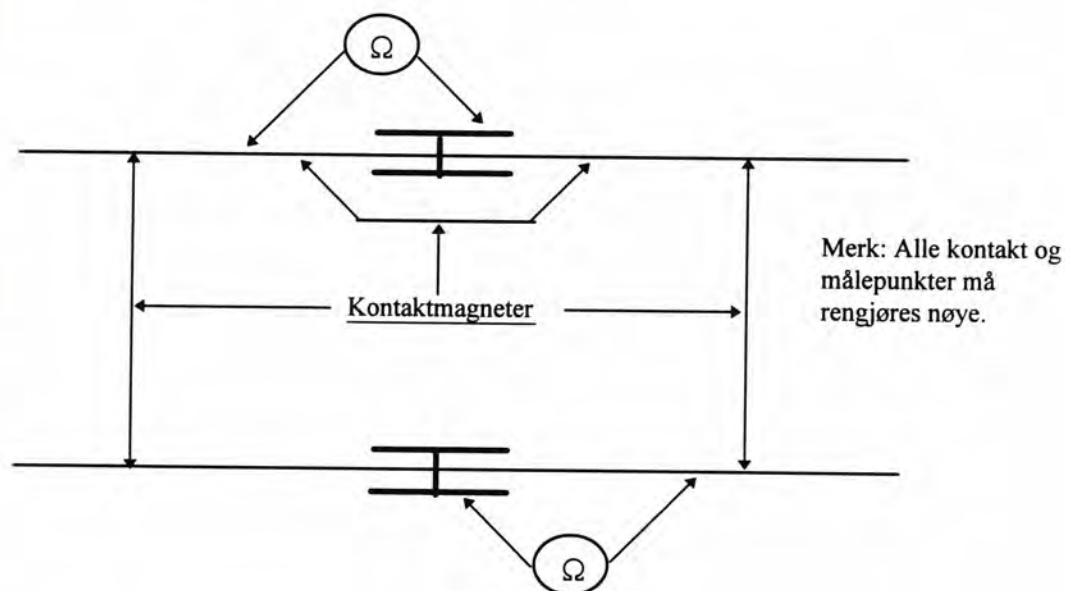 Ω
Merk: Alle kontakt og
målepunkter må
rengjøres nøye.
Kontaktmagneter
Ω